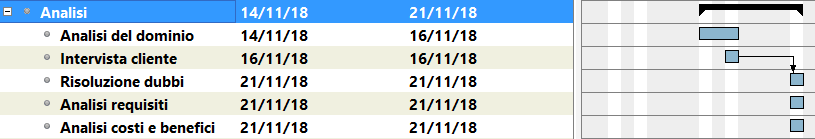 Analisi 14/11/18 21/11/18
Analisi del dominio 14/11/18 16/11/18
Intervista cliente 16/11/18 16/11/18
Risoluzione dubbi 21/11/18 21/11/18
Analisi requisiti 21/11/18 21/11/18
Analisi costi e benefici 21/11/18 21/11/18